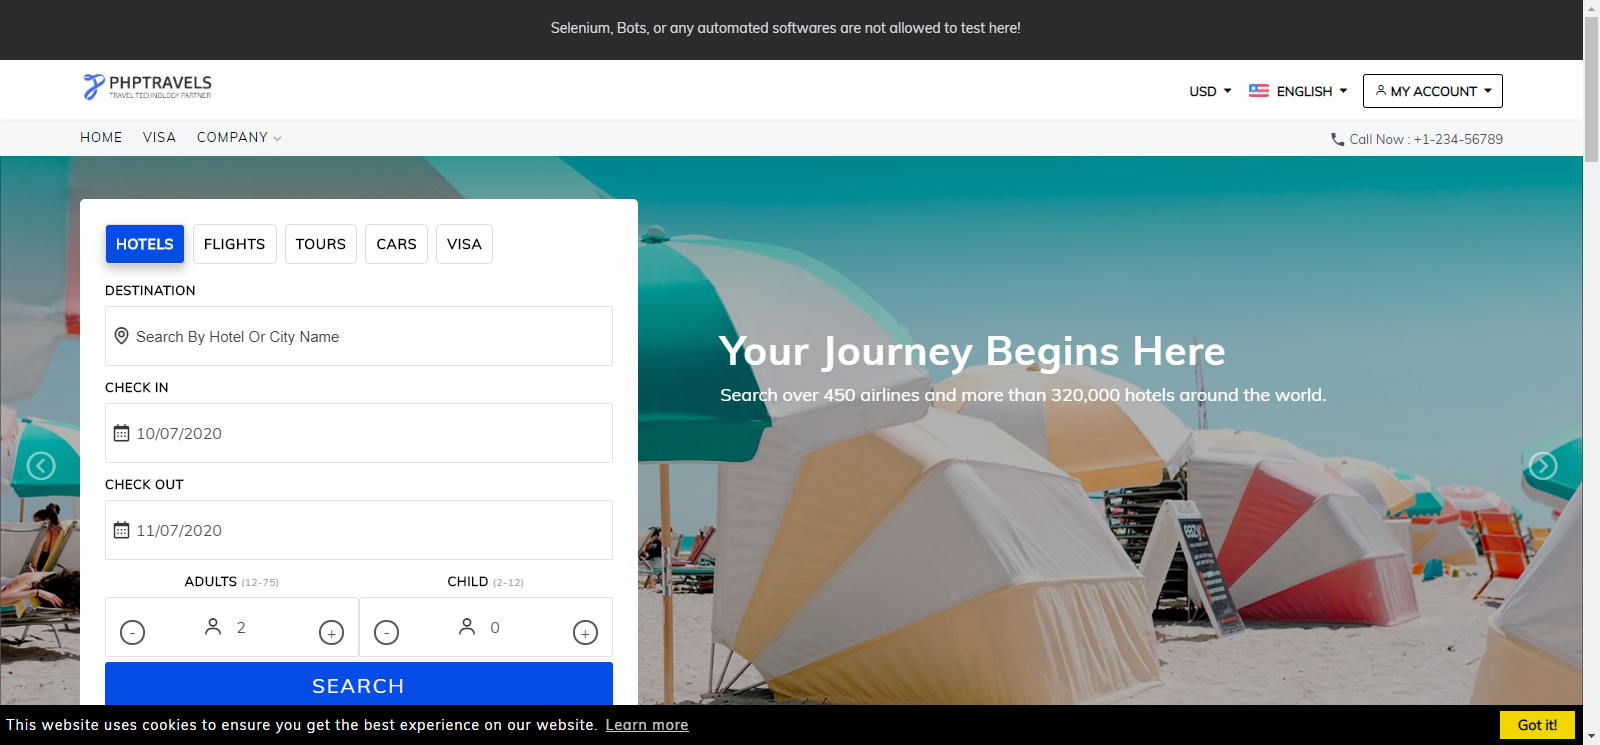 Selenium, Bots, or any automated softwares are not allowed to test here!
PHPTRAVELS
TRAVEL TECHNOLOGY PARTNER
USD ENGLISH MY ACCOUNT
HOME VISA COMPANY
Call Now : +1-234-56789
HOTELS FLIGHTS TOURS CARS VISA
DESTINATION
Search By Hotel Or City Name
CHECK IN
10/07/2020
CHECK OUT
11/07/2020
ADULTS (12-75) CHILD (2-12)
- 2 + - 0 +
SEARCH
Your Journey Begins Here
Search over 450 airlines and more than 320,000 hotels around the world.
This website uses cookies to ensure you get the best experience on our website. Learn more
Got it!